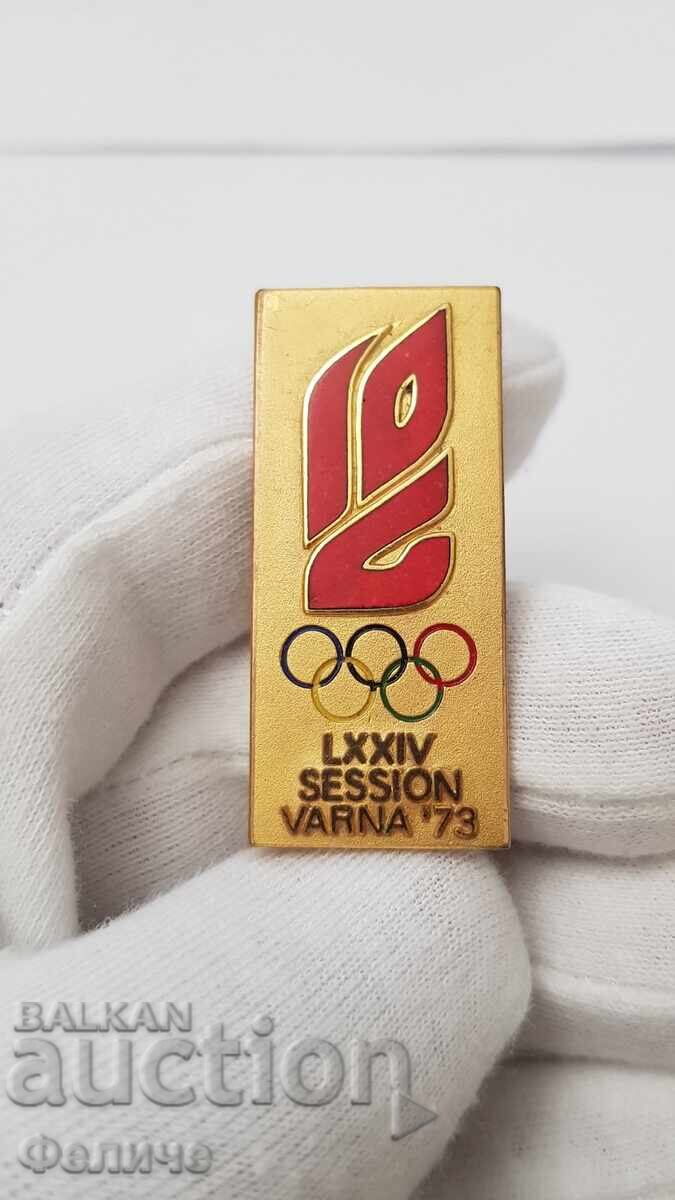 LXXIV
SESSION
VARNA '73
BALKAN
auction
Феличе